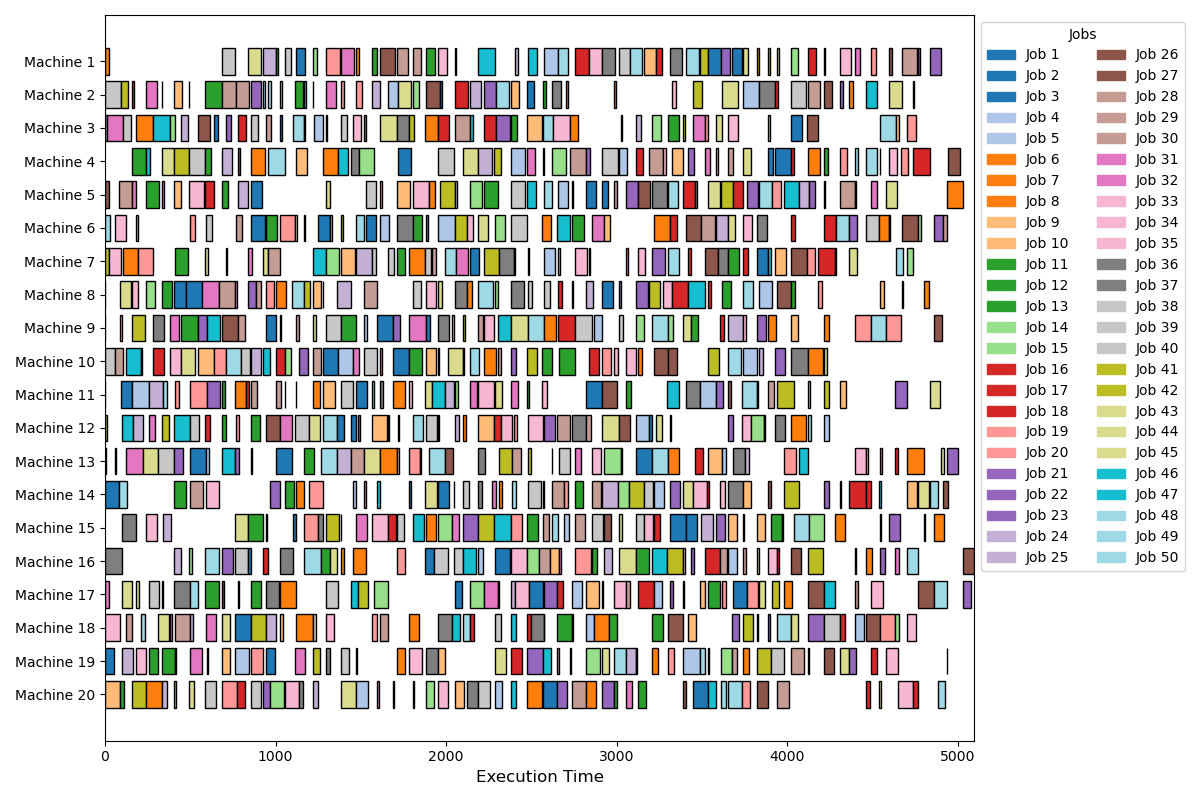 Machine 1
Machine 2
Machine 3
Machine 4
Machine 5
Machine 6
Machine 7
Machine 8
Machine 9
Machine 10
Machine 11
Machine 12
Machine 13
Machine 14
Machine 15
Machine 16
Machine 17
Machine 18
Machine 19
Machine 20
0 1000 2000 3000 4000 5000
Execution Time
Jobs
Job 1
Job 2
Job 3
Job 4
Job 5
Job 6
Job 7
Job 8
Job 9
Job 10
Job 11
Job 12
Job 13
Job 14
Job 15
Job 16
Job 17
Job 18
Job 19
Job 20
Job 21
Job 22
Job 23
Job 24
Job 25
Job 26
Job 27
Job 28
Job 29
Job 30
Job 31
Job 32
Job 33
Job 34
Job 35
Job 36
Job 37
Job 38
Job 39
Job 40
Job 41
Job 42
Job 43
Job 44
Job 45
Job 46
Job 47
Job 48
Job 49
Job 50